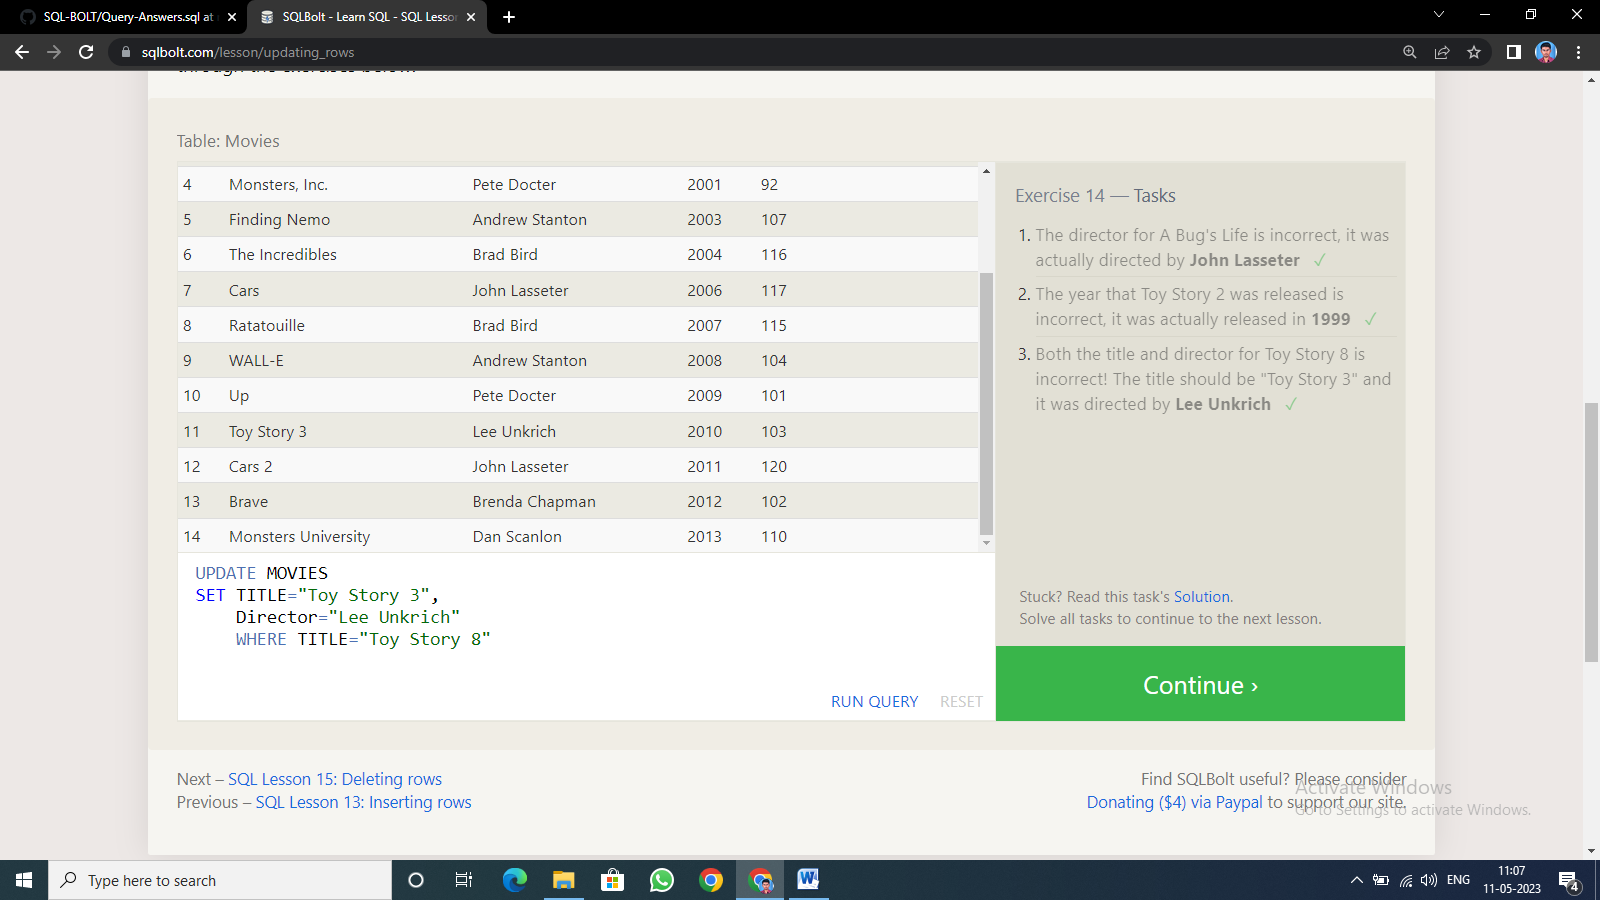 SQL-BOLT/Query-Answers.sql at
SQLBolt - Learn SQL - SQL Lesson
sqlbolt.com/lesson/updating_rows
through the exercises below.
Table: Movies
4 Monsters, Inc. Pete Docter 2001 92
5 Finding Nemo Andrew Stanton 2003 107
6 The Incredibles Brad Bird 2004 116
7 Cars John Lasseter 2006 117
8 Ratatouille Brad Bird 2007 115
9 WALL-E Andrew Stanton 2008 104
10 Up Pete Docter 2009 101
11 Toy Story 3 Lee Unkrich 2010 103
12 Cars 2 John Lasseter 2011 120
13 Brave Brenda Chapman 2012 102
14 Monsters University Dan Scanlon 2013 110
UPDATE MOVIES
SET TITLE="Toy Story 3",
Director="Lee Unkrich"
WHERE TITLE="Toy Story 8"
RUN QUERY RESET
Exercise 14 — Tasks
1. The director for A Bug's Life is incorrect, it was
actually directed by John Lasseter ✓
2. The year that Toy Story 2 was released is
incorrect, it was actually released in 1999 ✓
3. Both the title and director for Toy Story 8 is
incorrect! The title should be "Toy Story 3" and
it was directed by Lee Unkrich ✓
Stuck? Read this task's Solution.
Solve all tasks to continue to the next lesson.
Continue ›
Next – SQL Lesson 15: Deleting rows
Previous – SQL Lesson 13: Inserting rows
Find SQLBolt useful? Please consider
Donating ($4) via Paypal to support our site.
Activate Windows
Go to Settings to activate Windows.
Type here to search
ENG
11:07
11-05-2023
4